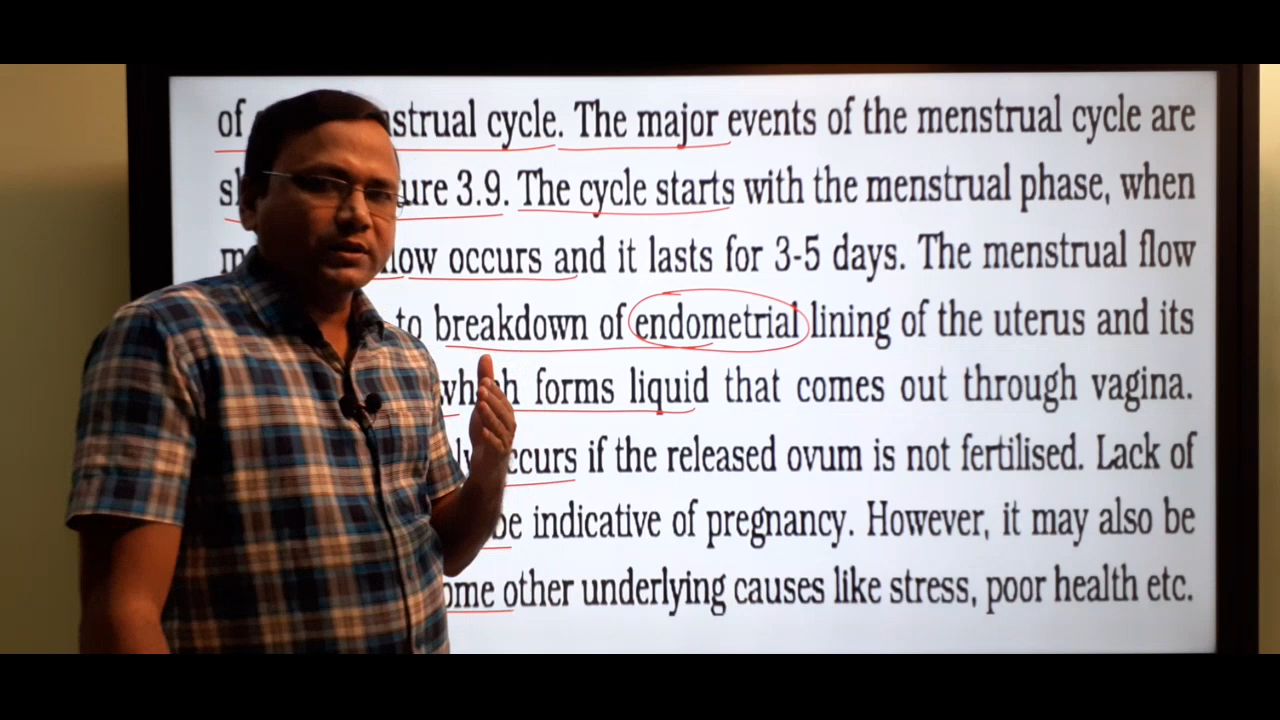 of strual cycle. The major events of the menstrual cycle are
ure 3.9. The cycle starts with the menstrual phase, when
low occurs and it lasts for 3-5 days. The menstrual flow
to breakdown of endometrial lining of the uterus and its
which forms liquid that comes out through vagina.
ccurs if the released ovum is not fertilised. Lack of
be indicative of pregnancy. However, it may also be
ome other underlying causes like stress, poor health etc.